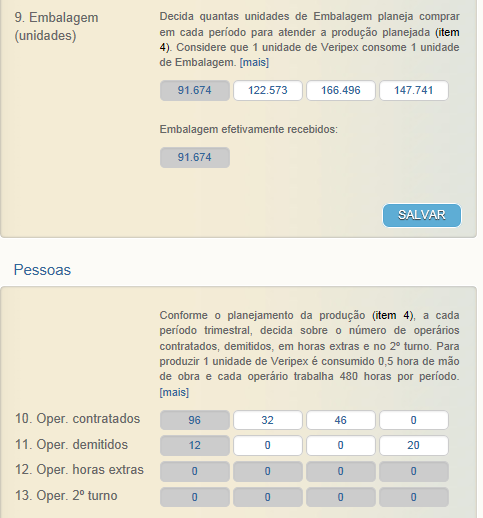 9. Embalagem
(unidades)
Decida quantas unidades de Embalagem planeja comprar
em cada período para atender a produção planejada (item
4). Considere que 1 unidade de Veripex consome 1 unidade
de Embalagem. [mais]
91.674 122.573 166.496 147.741
Embalagem efetivamente recebidos:
91.674
SALVAR
Pessoas
Conforme o planejamento da produção (item 4), a cada
período trimestral, decida sobre o número de operários
contratados, demitidos, em horas extras e no 2º turno. Para
produzir 1 unidade de Veripex é consumido 0,5 hora de mão
de obra e cada operário trabalha 480 horas por período.
[mais]
10. Oper. contratados 96 32 46 0
11. Oper. demitidos 12 0 0 20
12. Oper. horas extras 0 0 0 0
13. Oper. 2º turno 0 0 0 0